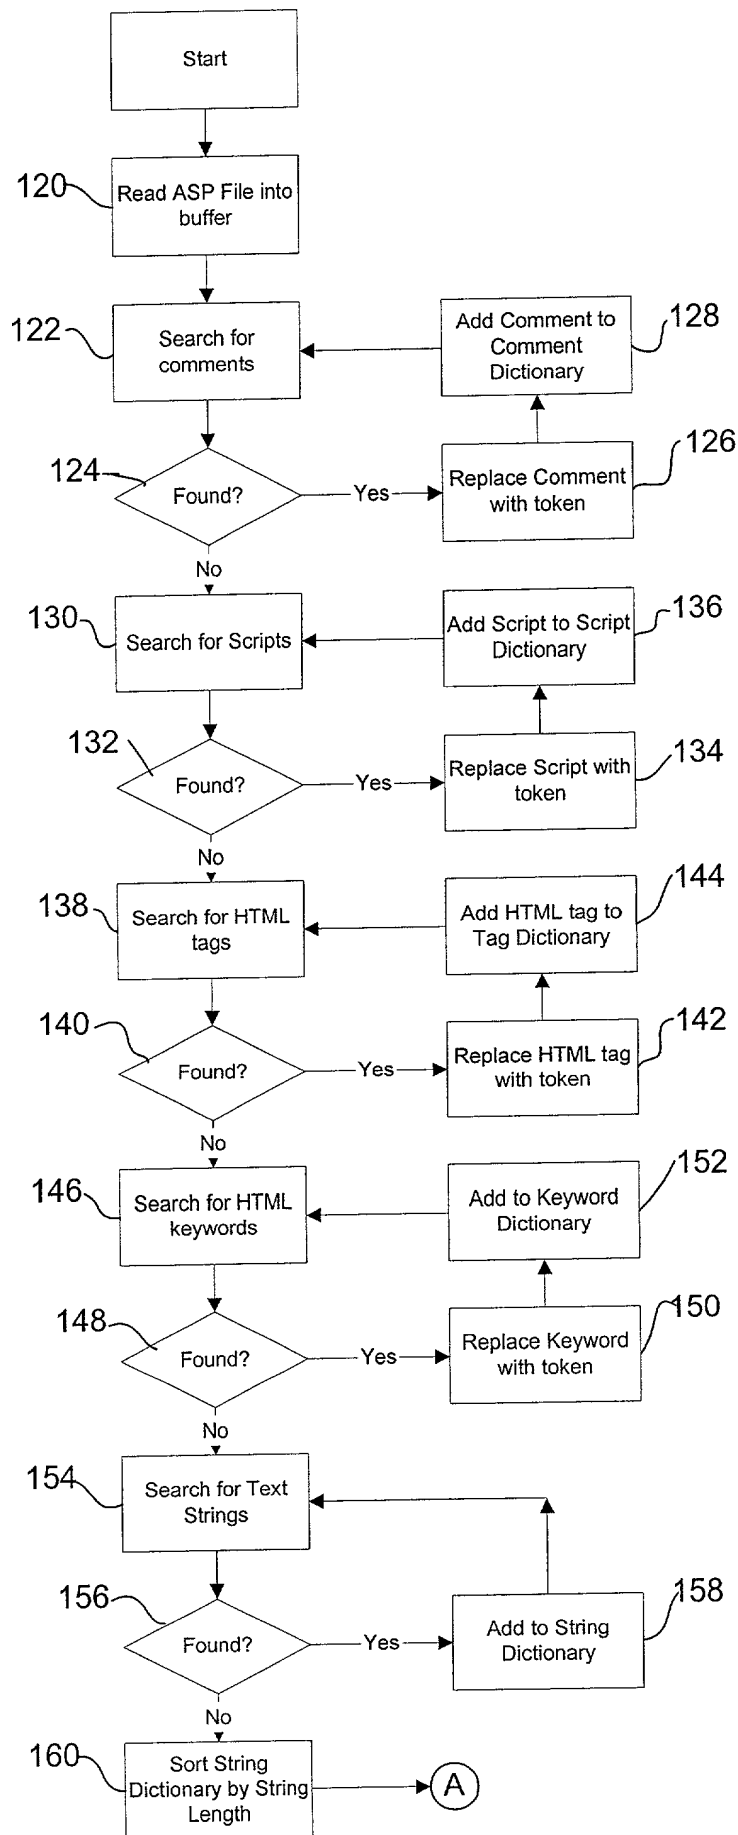 Start
120
Read ASP File into
buffer
122
Search for
comments
Add Comment to
Comment
Dictionary
128
124
Found?
Yes
Replace Comment
with token
126
No
130
Search for Scripts
Add Script to Script
Dictionary
136
132
Found?
Yes
Replace Script with
token
134
No
138
Search for HTML
tags
Add HTML tag to
Tag Dictionary
144
140
Found?
Yes
Replace HTML tag
with token
142
No
146
Search for HTML
keywords
Add to Keyword
Dictionary
152
148
Found?
Yes
Replace Keyword
with token
150
No
154
Search for Text
Strings
156
Found?
Yes
Add to String
Dictionary
158
No
160
Sort String
Dictionary by String
Length
A